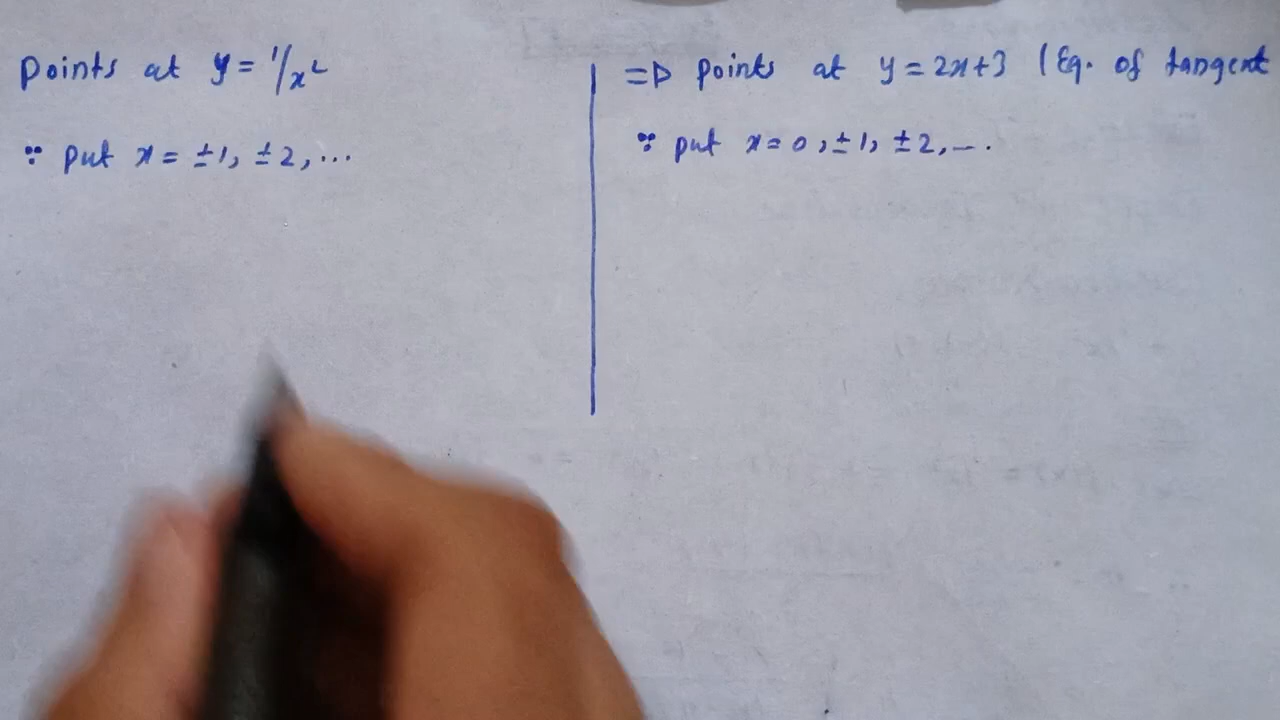 points at y = 1/x²
∵ put x = ±1, ±2, ...
=> points at y = 2x+3 (Eq. of tangent
∵ put x = 0, ±1, ±2, ...